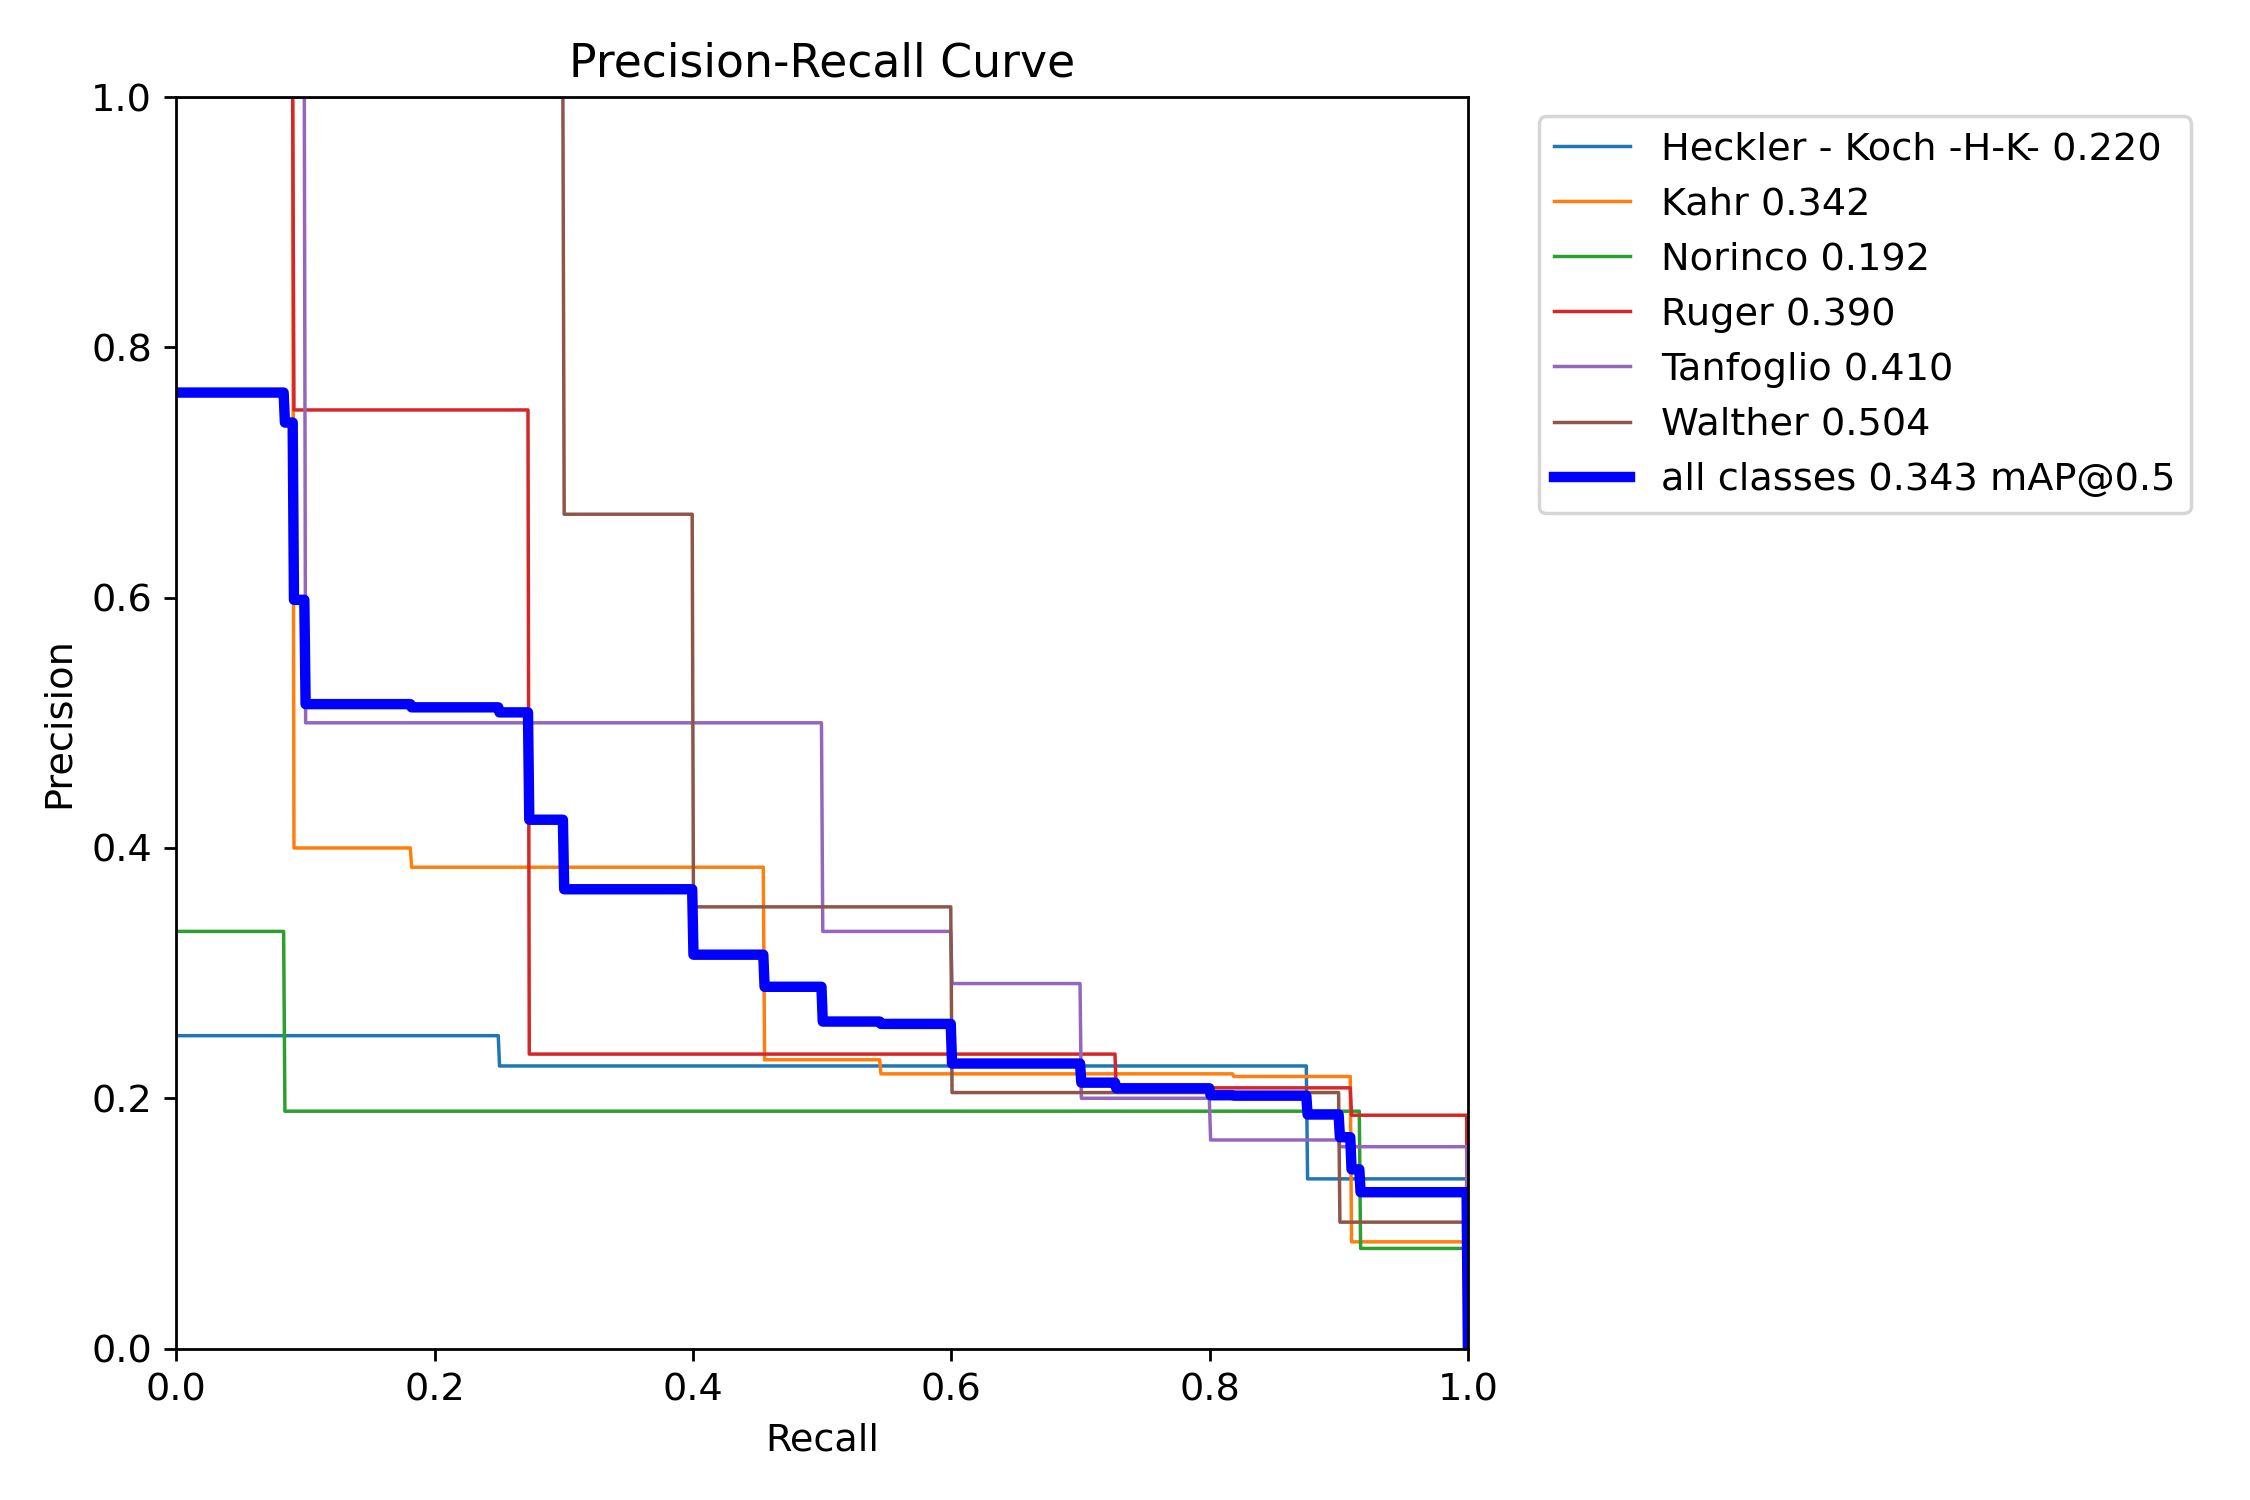 Precision-Recall Curve
1.0
0.8
0.6
0.4
0.2
0.0
Precision
0.0 0.2 0.4 0.6 0.8 1.0
Recall
Heckler - Koch -H-K- 0.220
Kahr 0.342
Norinco 0.192
Ruger 0.390
Tanfoglio 0.410
Walther 0.504
all classes 0.343 mAP@0.5